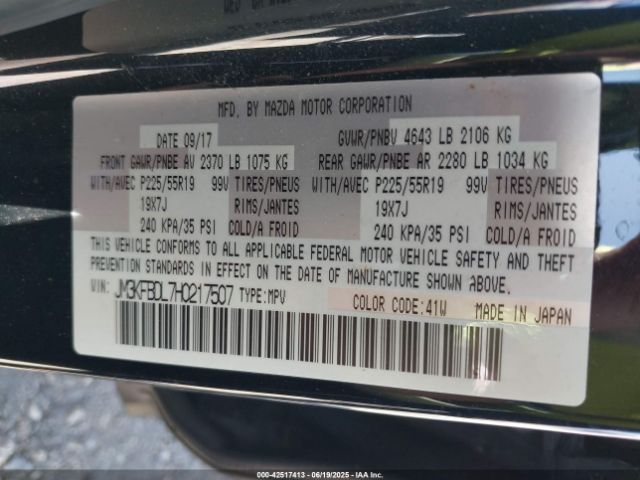 MFD. BY MAZDA MOTOR CORPORATION
DATE 09/17 GVWR/PNBV 4643 LB 2106 KG
FRONT GAWR/PNBE AV 2370 LB 1075 KG REAR GAWR/PNBE AR 2280 LB 1034 KG
WITH/AVEC P225/55R19 99V TIRES/PNEUS WITH/AVEC P225/55R19 99V TIRES/PNEUS
19X7J RIMS/JANTES 19X7J RIMS/JANTES
240 KPA/35 PSI COLD/A FROID 240 KPA/35 PSI COLD/A FROID
THIS VEHICLE CONFORMS TO ALL APPLICABLE FEDERAL MOTOR VEHICLE SAFETY AND THEFT
PREVENTION STANDARDS IN EFFECT ON THE DATE OF MANUFACTURE SHOWN ABOVE.
VIN: JM3KFBDL7H0217507 TYPE:MPV COLOR CODE:41W MADE IN JAPAN
00-42517413 - 06/19/2025 - IAA Inc.